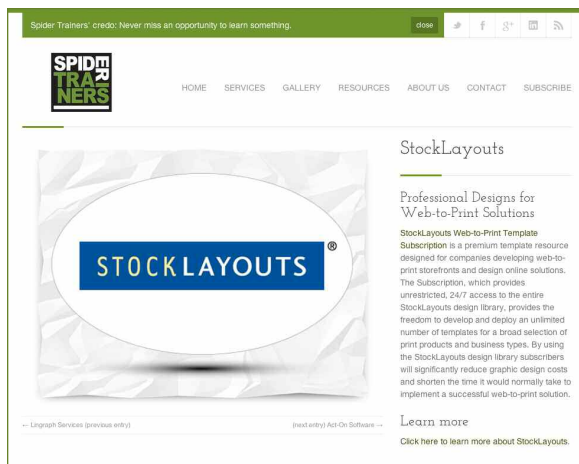 Spider Trainers' credo: Never miss an opportunity to learn something.
close
SPIDER
TRAI
NERS
HOME SERVICES GALLERY RESOURCES ABOUT US CONTACT SUBSCRIBE
STOCKLAYOUTS®
← Lingraph Services (previous entry)
(next entry) Act-On Software →
StockLayouts
Professional Designs for
Web-to-Print Solutions
StockLayouts Web-to-Print Template
Subscription is a premium template resource
designed for companies developing web-to-
print storefronts and design online solutions.
The Subscription, which provides
unrestricted, 24/7 access to the entire
StockLayouts design library, provides the
freedom to develop and deploy an unlimited
number of templates for a broad selection of
print products and business types. By using
the StockLayouts design library subscribers
will significantly reduce graphic design costs
and shorten the time it would normally take to
implement a successful web-to-print solution.
Learn more
Click here to learn more about StockLayouts.